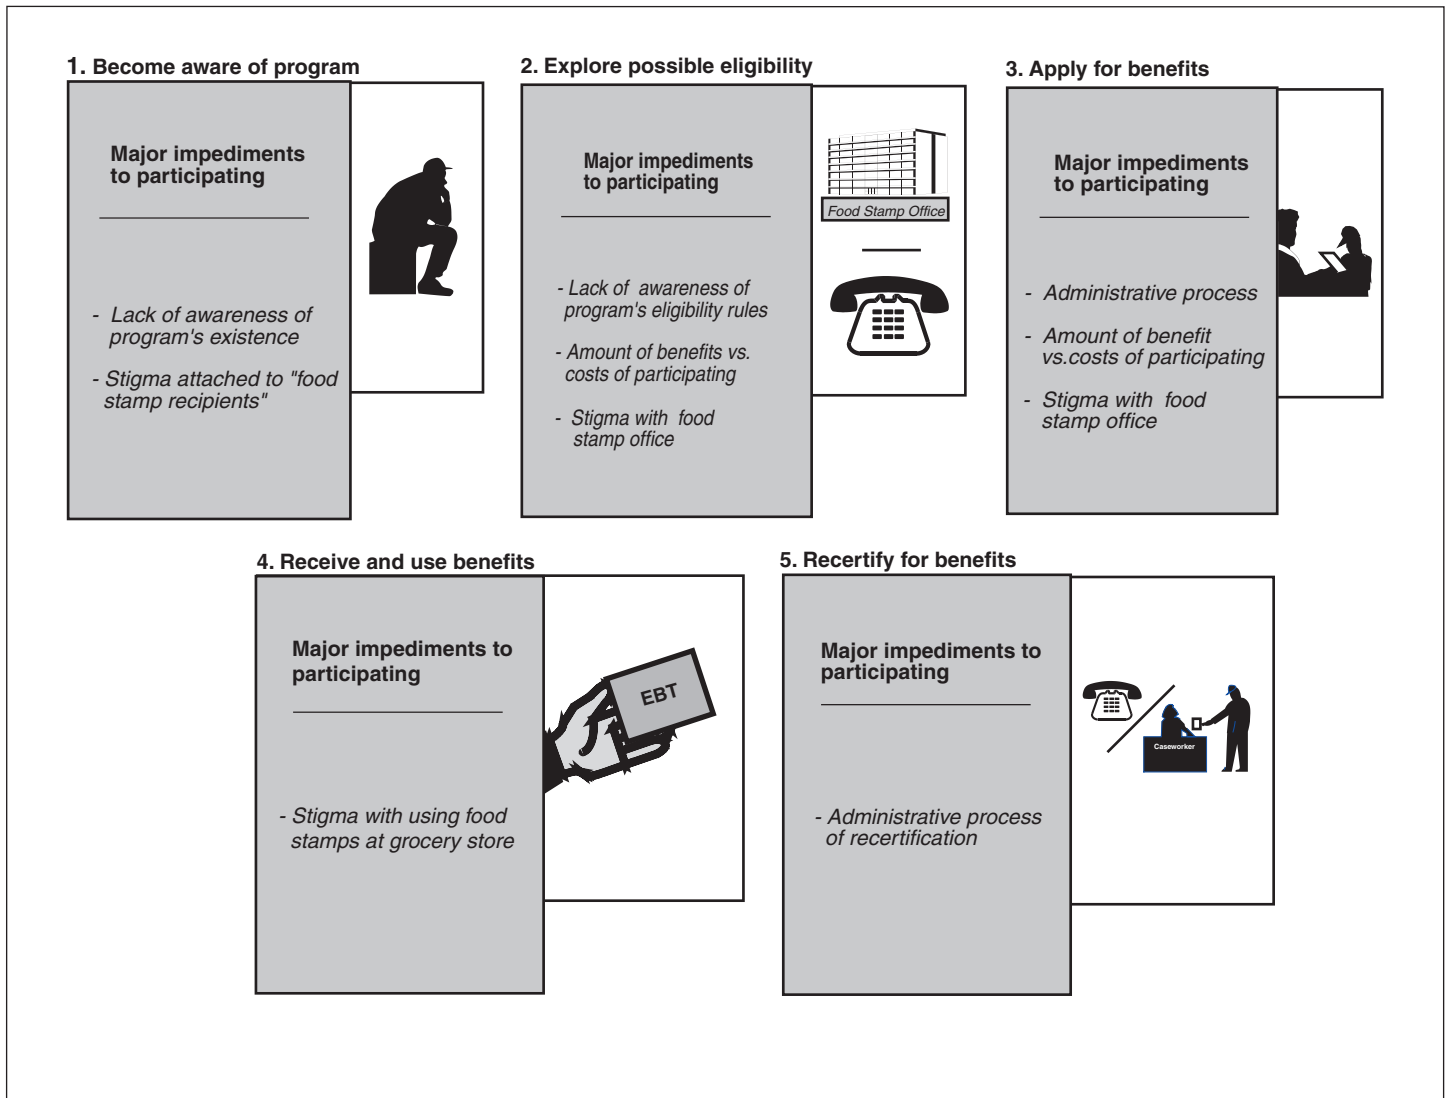 1. Become aware of program
Major impediments
to participating
- Lack of awareness of
program's existence
- Stigma attached to "food
stamp recipients"
2. Explore possible eligibility
Major impediments
to participating
- Lack of awareness of
program's eligibility rules
- Amount of benefits vs.
costs of participating
- Stigma with food
stamp office
Food Stamp Office
3. Apply for benefits
Major impediments
to participating
- Administrative process
- Amount of benefit
vs.costs of participating
- Stigma with food
stamp office
4. Receive and use benefits
Major impediments to
participating
- Stigma with using food
stamps at grocery store
EBT
5. Recertify for benefits
Major impediments to
participating
- Administrative process
of recertification
Caseworker